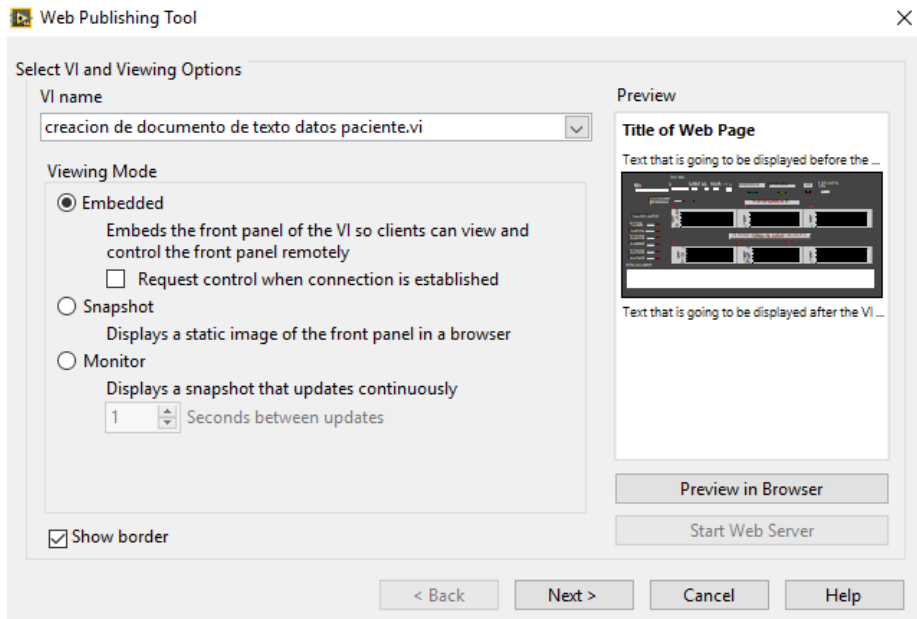 Web Publishing Tool
Select VI and Viewing Options
VI name
creacion de documento de texto datos paciente.vi
Viewing Mode
Embedded
Embeds the front panel of the VI so clients can view and
control the front panel remotely
Request control when connection is established
Snapshot
Displays a static image of the front panel in a browser
Monitor
Displays a snapshot that updates continuously
1 Seconds between updates
Show border
Preview
Title of Web Page
Text that is going to be displayed before the ...
Text that is going to be displayed after the VI ...
Preview in Browser
Start Web Server
< Back
Next >
Cancel
Help